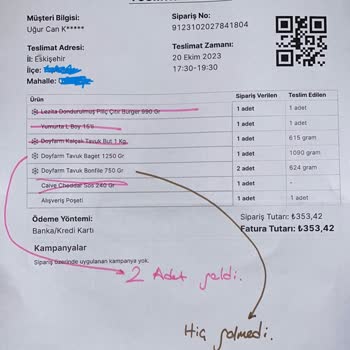 Müşteri Bilgisi:
Uğur Can K*****
Sipariş No:
9123102027841804
Teslimat Adresi:
İl: Eskişehir
İlçe:
Mahalle:
Teslimat Zamanı:
20 Ekim 2023
17:30-19:30
Ürün Sipariş Verilen Teslim Edilen
Lezita Dondurulmuş Piliç Çıtır Burger 690 Gr 1 adet 1 adet
Yumurta L Boy 15'li 1 adet 1 adet
Doyfarm Kalçalı Tavuk But 1 Kg 1 adet 615 gram
Doyfarm Tavuk Baget 1250 Gr 1 adet 1090 gram
Doyfarm Tavuk Bonfile 750 Gr 2 adet 624 gram
Calve Cheddar Sos 240 Gr 1 adet -
Alışveriş Poşeti 1 adet 1 adet
Ödeme Yöntemi:
Banka/Kredi Kartı
Sipariş Tutarı: ₺353,42
Fatura Tutarı: ₺353,42
Kampanyalar
Sipariş üzerinde uygulanan kampanya yok.
2 Adet geldi.
Hiç gelmedi.